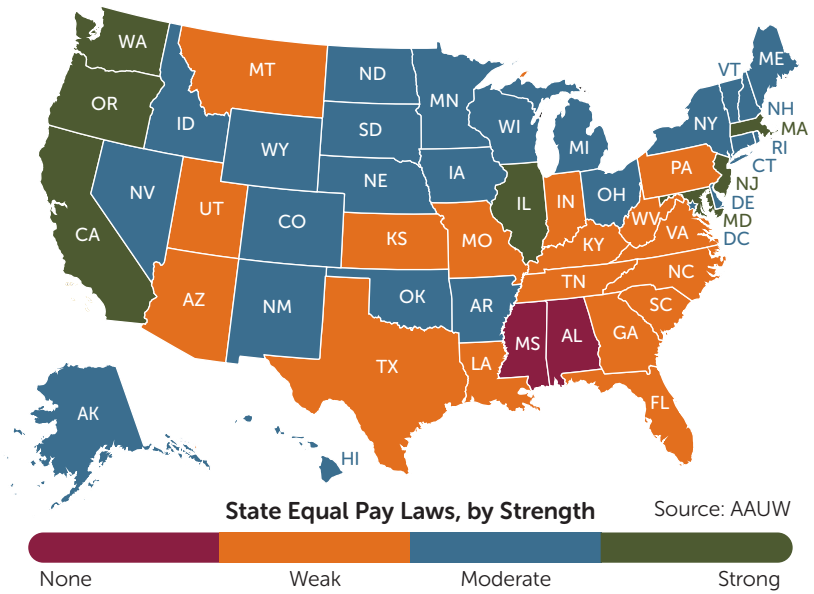 WA
OR
CA
ID
NV
MT
WY
UT
AZ
CO
NM
ND
SD
NE
KS
OK
TX
MN
IA
MO
AR
LA
WI
IL
MI
IN
OH
KY
TN
MS
AL
GA
FL
SC
NC
VA
WV
PA
NY
VT
ME
NH
MA
RI
CT
NJ
DE
MD
DC
AK
HI
State Equal Pay Laws, by Strength
Source: AAUW
None
Weak
Moderate
Strong